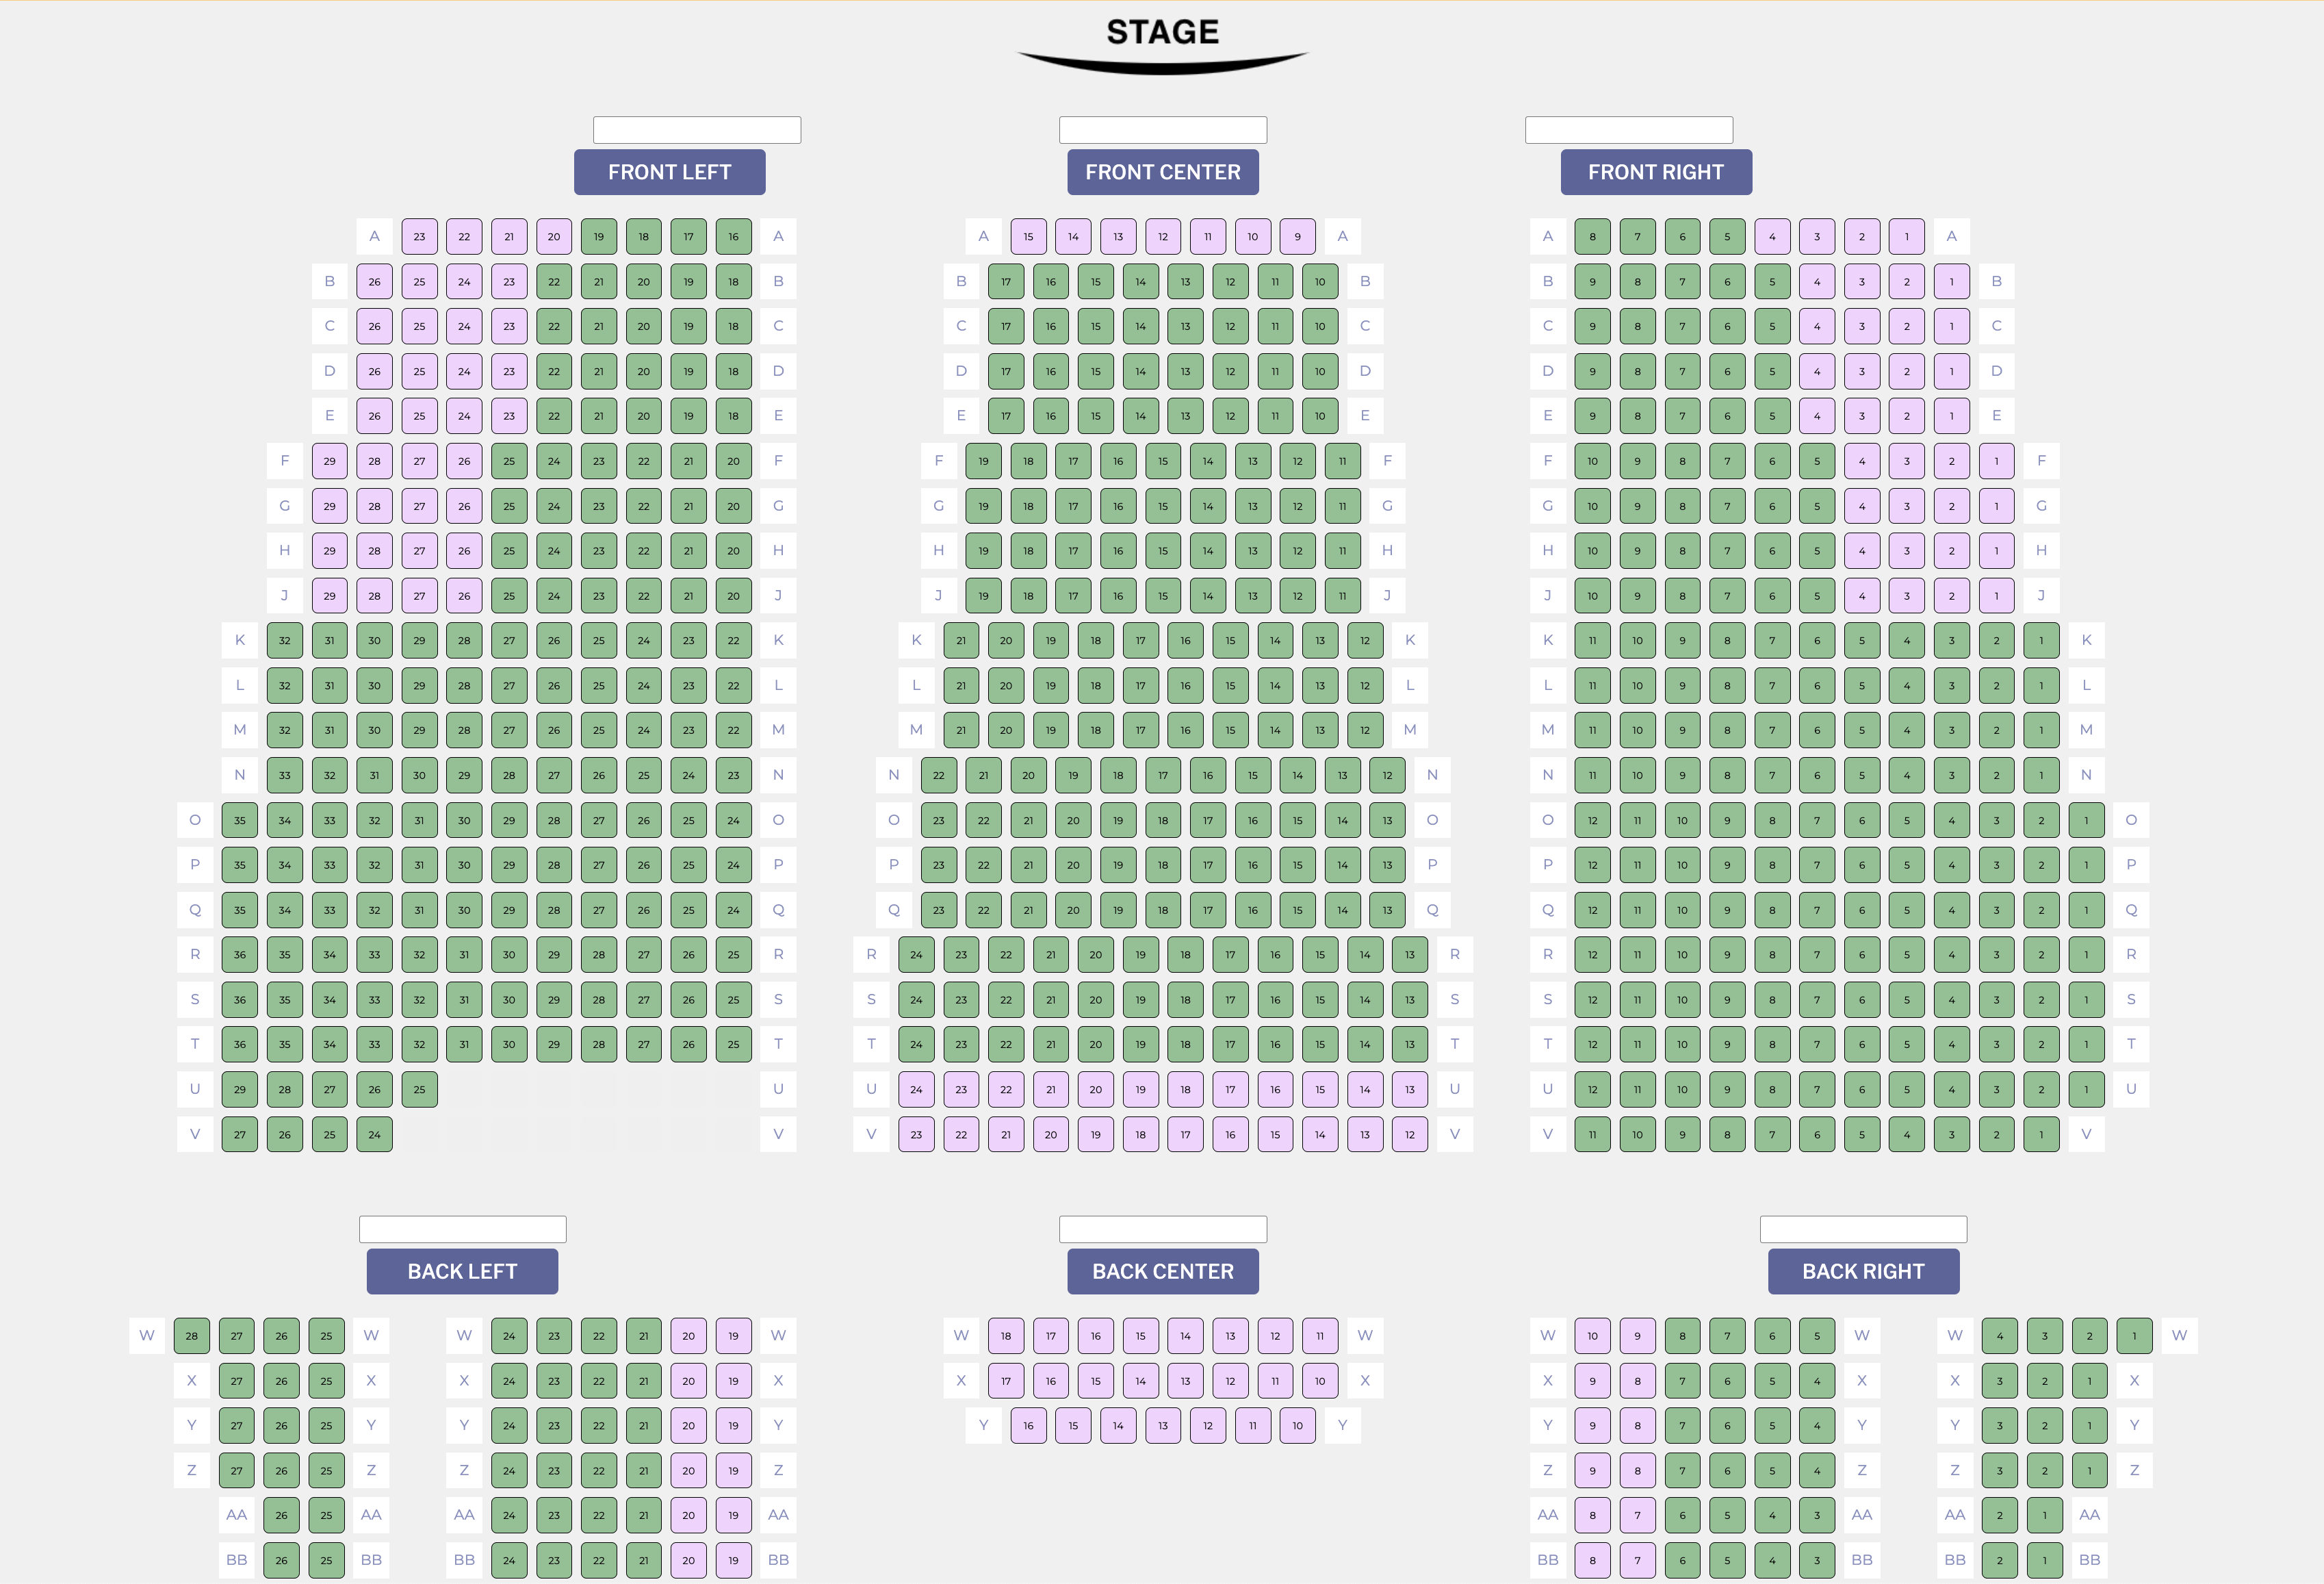 STAGE
FRONT LEFT FRONT CENTER FRONT RIGHT
A 23 22 21 20 19 18 17 16 A A 15 14 13 12 11 10 9 A A 8 7 6 5 4 3 2 1 A
B 26 25 24 23 22 21 20 19 18 B B 17 16 15 14 13 12 11 10 B B 9 8 7 6 5 4 3 2 1 B
C 26 25 24 23 22 21 20 19 18 C C 17 16 15 14 13 12 11 10 C C 9 8 7 6 5 4 3 2 1 C
D 26 25 24 23 22 21 20 19 18 D D 17 16 15 14 13 12 11 10 D D 9 8 7 6 5 4 3 2 1 D
E 26 25 24 23 22 21 20 19 18 E E 17 16 15 14 13 12 11 10 E E 9 8 7 6 5 4 3 2 1 E
F 29 28 27 26 25 24 23 22 21 20 F F 19 18 17 16 15 14 13 12 11 F F 10 9 8 7 6 5 4 3 2 1 F
G 29 28 27 26 25 24 23 22 21 20 G G 19 18 17 16 15 14 13 12 11 G G 10 9 8 7 6 5 4 3 2 1 G
H 29 28 27 26 25 24 23 22 21 20 H H 19 18 17 16 15 14 13 12 11 H H 10 9 8 7 6 5 4 3 2 1 H
J 29 28 27 26 25 24 23 22 21 20 J J 19 18 17 16 15 14 13 12 11 J J 10 9 8 7 6 5 4 3 2 1 J
K 32 31 30 29 28 27 26 25 24 23 22 K K 21 20 19 18 17 16 15 14 13 12 K K 11 10 9 8 7 6 5 4 3 2 1 K
L 32 31 30 29 28 27 26 25 24 23 22 L L 21 20 19 18 17 16 15 14 13 12 L L 11 10 9 8 7 6 5 4 3 2 1 L
M 32 31 30 29 28 27 26 25 24 23 22 M M 21 20 19 18 17 16 15 14 13 12 M M 11 10 9 8 7 6 5 4 3 2 1 M
N 33 32 31 30 29 28 27 26 25 24 23 N N 22 21 20 19 18 17 16 15 14 13 12 N N 11 10 9 8 7 6 5 4 3 2 1 N
O 35 34 33 32 31 30 29 28 27 26 25 24 O O 23 22 21 20 19 18 17 16 15 14 13 O O 12 11 10 9 8 7 6 5 4 3 2 1 O
P 35 34 33 32 31 30 29 28 27 26 25 24 P P 23 22 21 20 19 18 17 16 15 14 13 P P 12 11 10 9 8 7 6 5 4 3 2 1 P
Q 35 34 33 32 31 30 29 28 27 26 25 24 Q Q 23 22 21 20 19 18 17 16 15 14 13 Q Q 12 11 10 9 8 7 6 5 4 3 2 1 Q
R 36 35 34 33 32 31 30 29 28 27 26 25 R R 24 23 22 21 20 19 18 17 16 15 14 13 R R 12 11 10 9 8 7 6 5 4 3 2 1 R
S 36 35 34 33 32 31 30 29 28 27 26 25 S S 24 23 22 21 20 19 18 17 16 15 14 13 S S 12 11 10 9 8 7 6 5 4 3 2 1 S
T 36 35 34 33 32 31 30 29 28 27 26 25 T T 24 23 22 21 20 19 18 17 16 15 14 13 T T 12 11 10 9 8 7 6 5 4 3 2 1 T
U 29 28 27 26 25 U U 24 23 22 21 20 19 18 17 16 15 14 13 U U 12 11 10 9 8 7 6 5 4 3 2 1 U
V 27 26 25 24 V V 23 22 21 20 19 18 17 16 15 14 13 12 V V 11 10 9 8 7 6 5 4 3 2 1 V
BACK LEFT BACK CENTER BACK RIGHT
W 28 27 26 25 W W 24 23 22 21 20 19 W W 18 17 16 15 14 13 12 11 W W 10 9 8 7 6 5 W W 4 3 2 1 W
X 27 26 25 X X 24 23 22 21 20 19 X X 17 16 15 14 13 12 11 10 X X 9 8 7 6 5 4 X X 3 2 1 X
Y 27 26 25 Y Y 24 23 22 21 20 19 Y Y 16 15 14 13 12 11 10 Y Y 9 8 7 6 5 4 Y Y 3 2 1 Y
Z 27 26 25 Z Z 24 23 22 21 20 19 Z Z 9 8 7 6 5 4 Z Z 3 2 1 Z
AA 26 25 AA AA 24 23 22 21 20 19 AA AA 8 7 6 5 4 3 AA AA 2 1 AA
BB 26 25 BB BB 24 23 22 21 20 19 BB BB 8 7 6 5 4 3 BB BB 2 1 BB